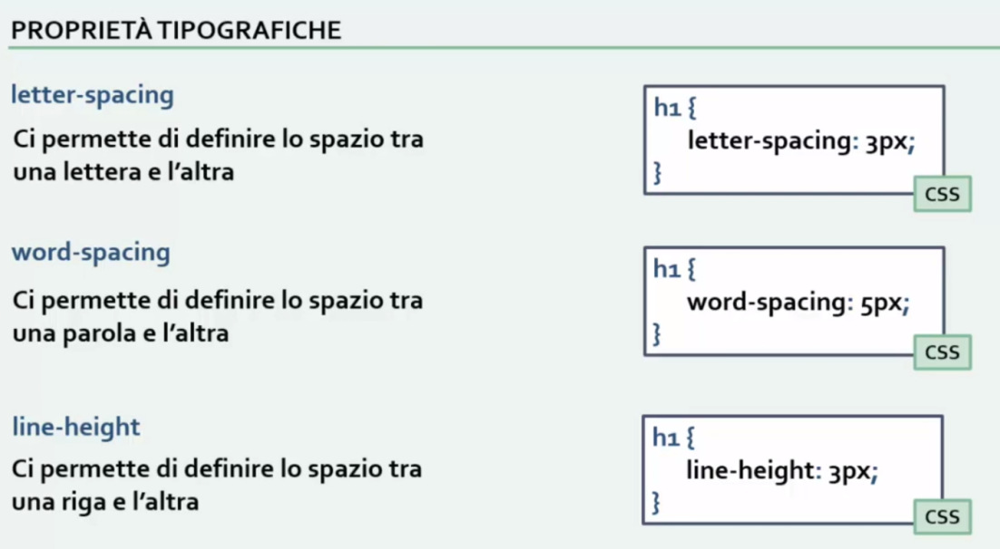 PROPRIETÀ TIPOGRAFICHE
letter-spacing
Ci permette di definire lo spazio tra
una lettera e l'altra
h1 {
letter-spacing: 3px;
}
CSS
word-spacing
Ci permette di definire lo spazio tra
una parola e l'altra
h1 {
word-spacing: 5px;
}
CSS
line-height
Ci permette di definire lo spazio tra
una riga e l'altra
h1 {
line-height: 3px;
}
CSS